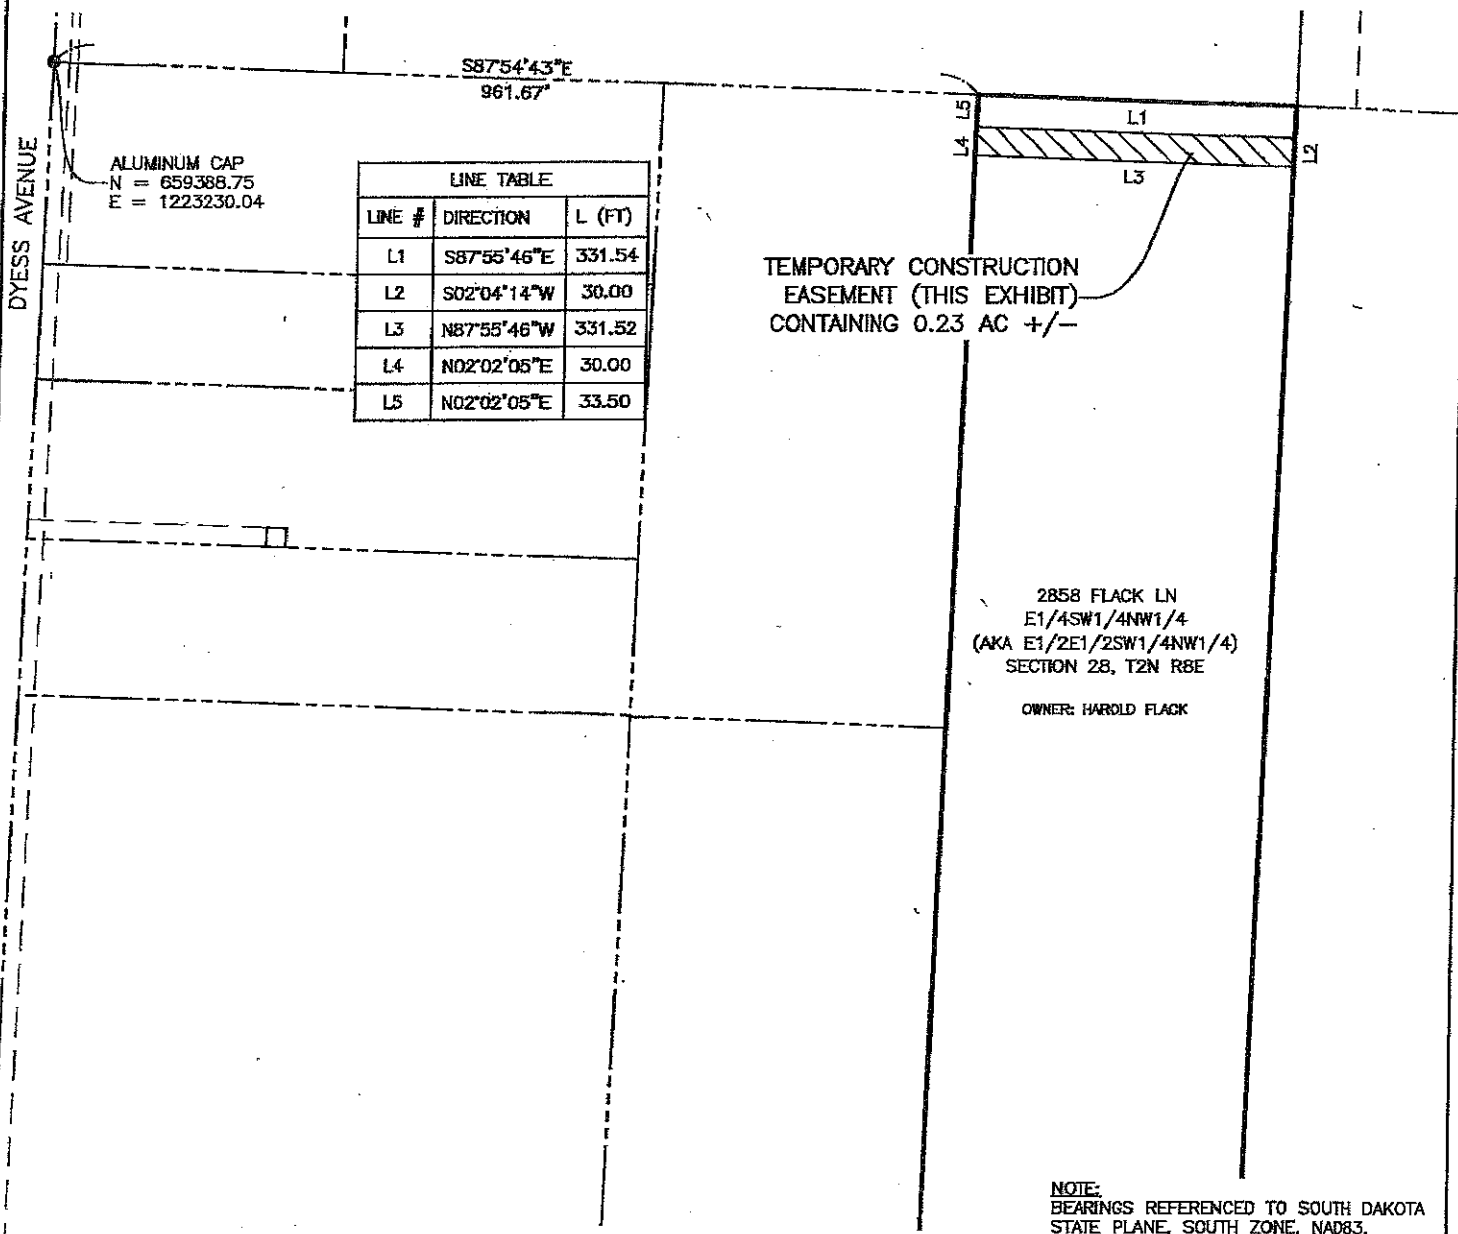 S87°54'43"E
961.67'
L5
L1
L4
L2
L3
DYESS AVENUE
ALUMINUM CAP
N = 659388.75
E = 1223230.04
LINE TABLE
LINE # DIRECTION L (FT)
L1 S87°55'46"E 331.54
L2 S02°04'14"W 30.00
L3 N87°55'46"W 331.52
L4 N02°02'05"E 30.00
L5 N02°02'05"E 33.50
TEMPORARY CONSTRUCTION
EASEMENT (THIS EXHIBIT)
CONTAINING 0.23 AC +/-
2858 FLACK LN
E1/4SW1/4NW1/4
(AKA E1/2E1/2SW1/4NW1/4)
SECTION 28, T2N R8E
OWNER: HAROLD FLACK
NOTE:
BEARINGS REFERENCED TO SOUTH DAKOTA
STATE PLANE, SOUTH ZONE, NAD83.